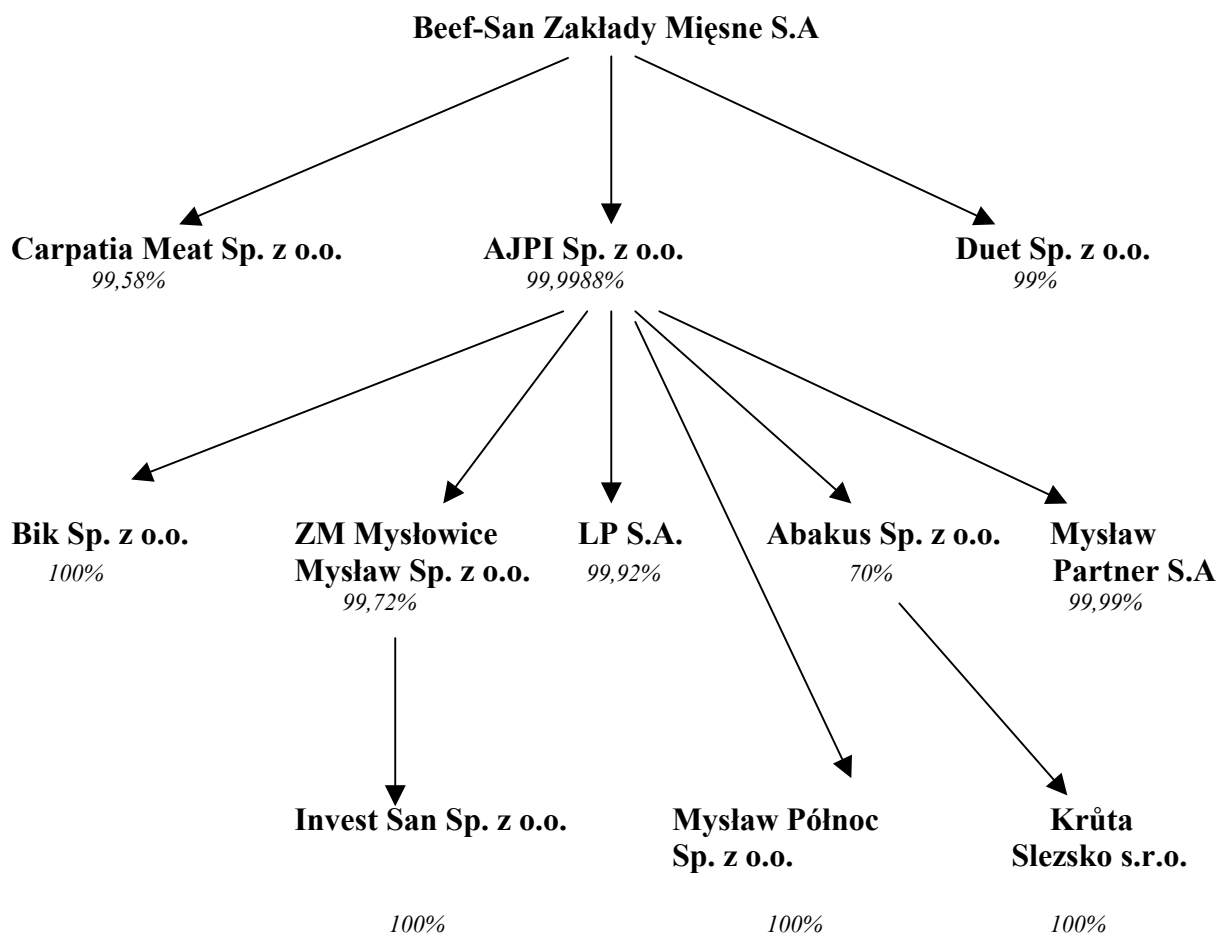 Beef-San Zakłady Mięsne S.A
Carpatia Meat Sp. z o.o.
99,58%
AJPI Sp. z o.o.
99,9988%
Duet Sp. z o.o.
99%
Bik Sp. z o.o.
100%
ZM Mysłowice
Mysław Sp. z o.o.
99,72%
LP S.A.
99,92%
Abakus Sp. z o.o.
70%
Mysław
Partner S.A
99,99%
Invest San Sp. z o.o.
100%
Mysław Północ
Sp. z o.o.
100%
Krůta
Slezsko s.r.o.
100%